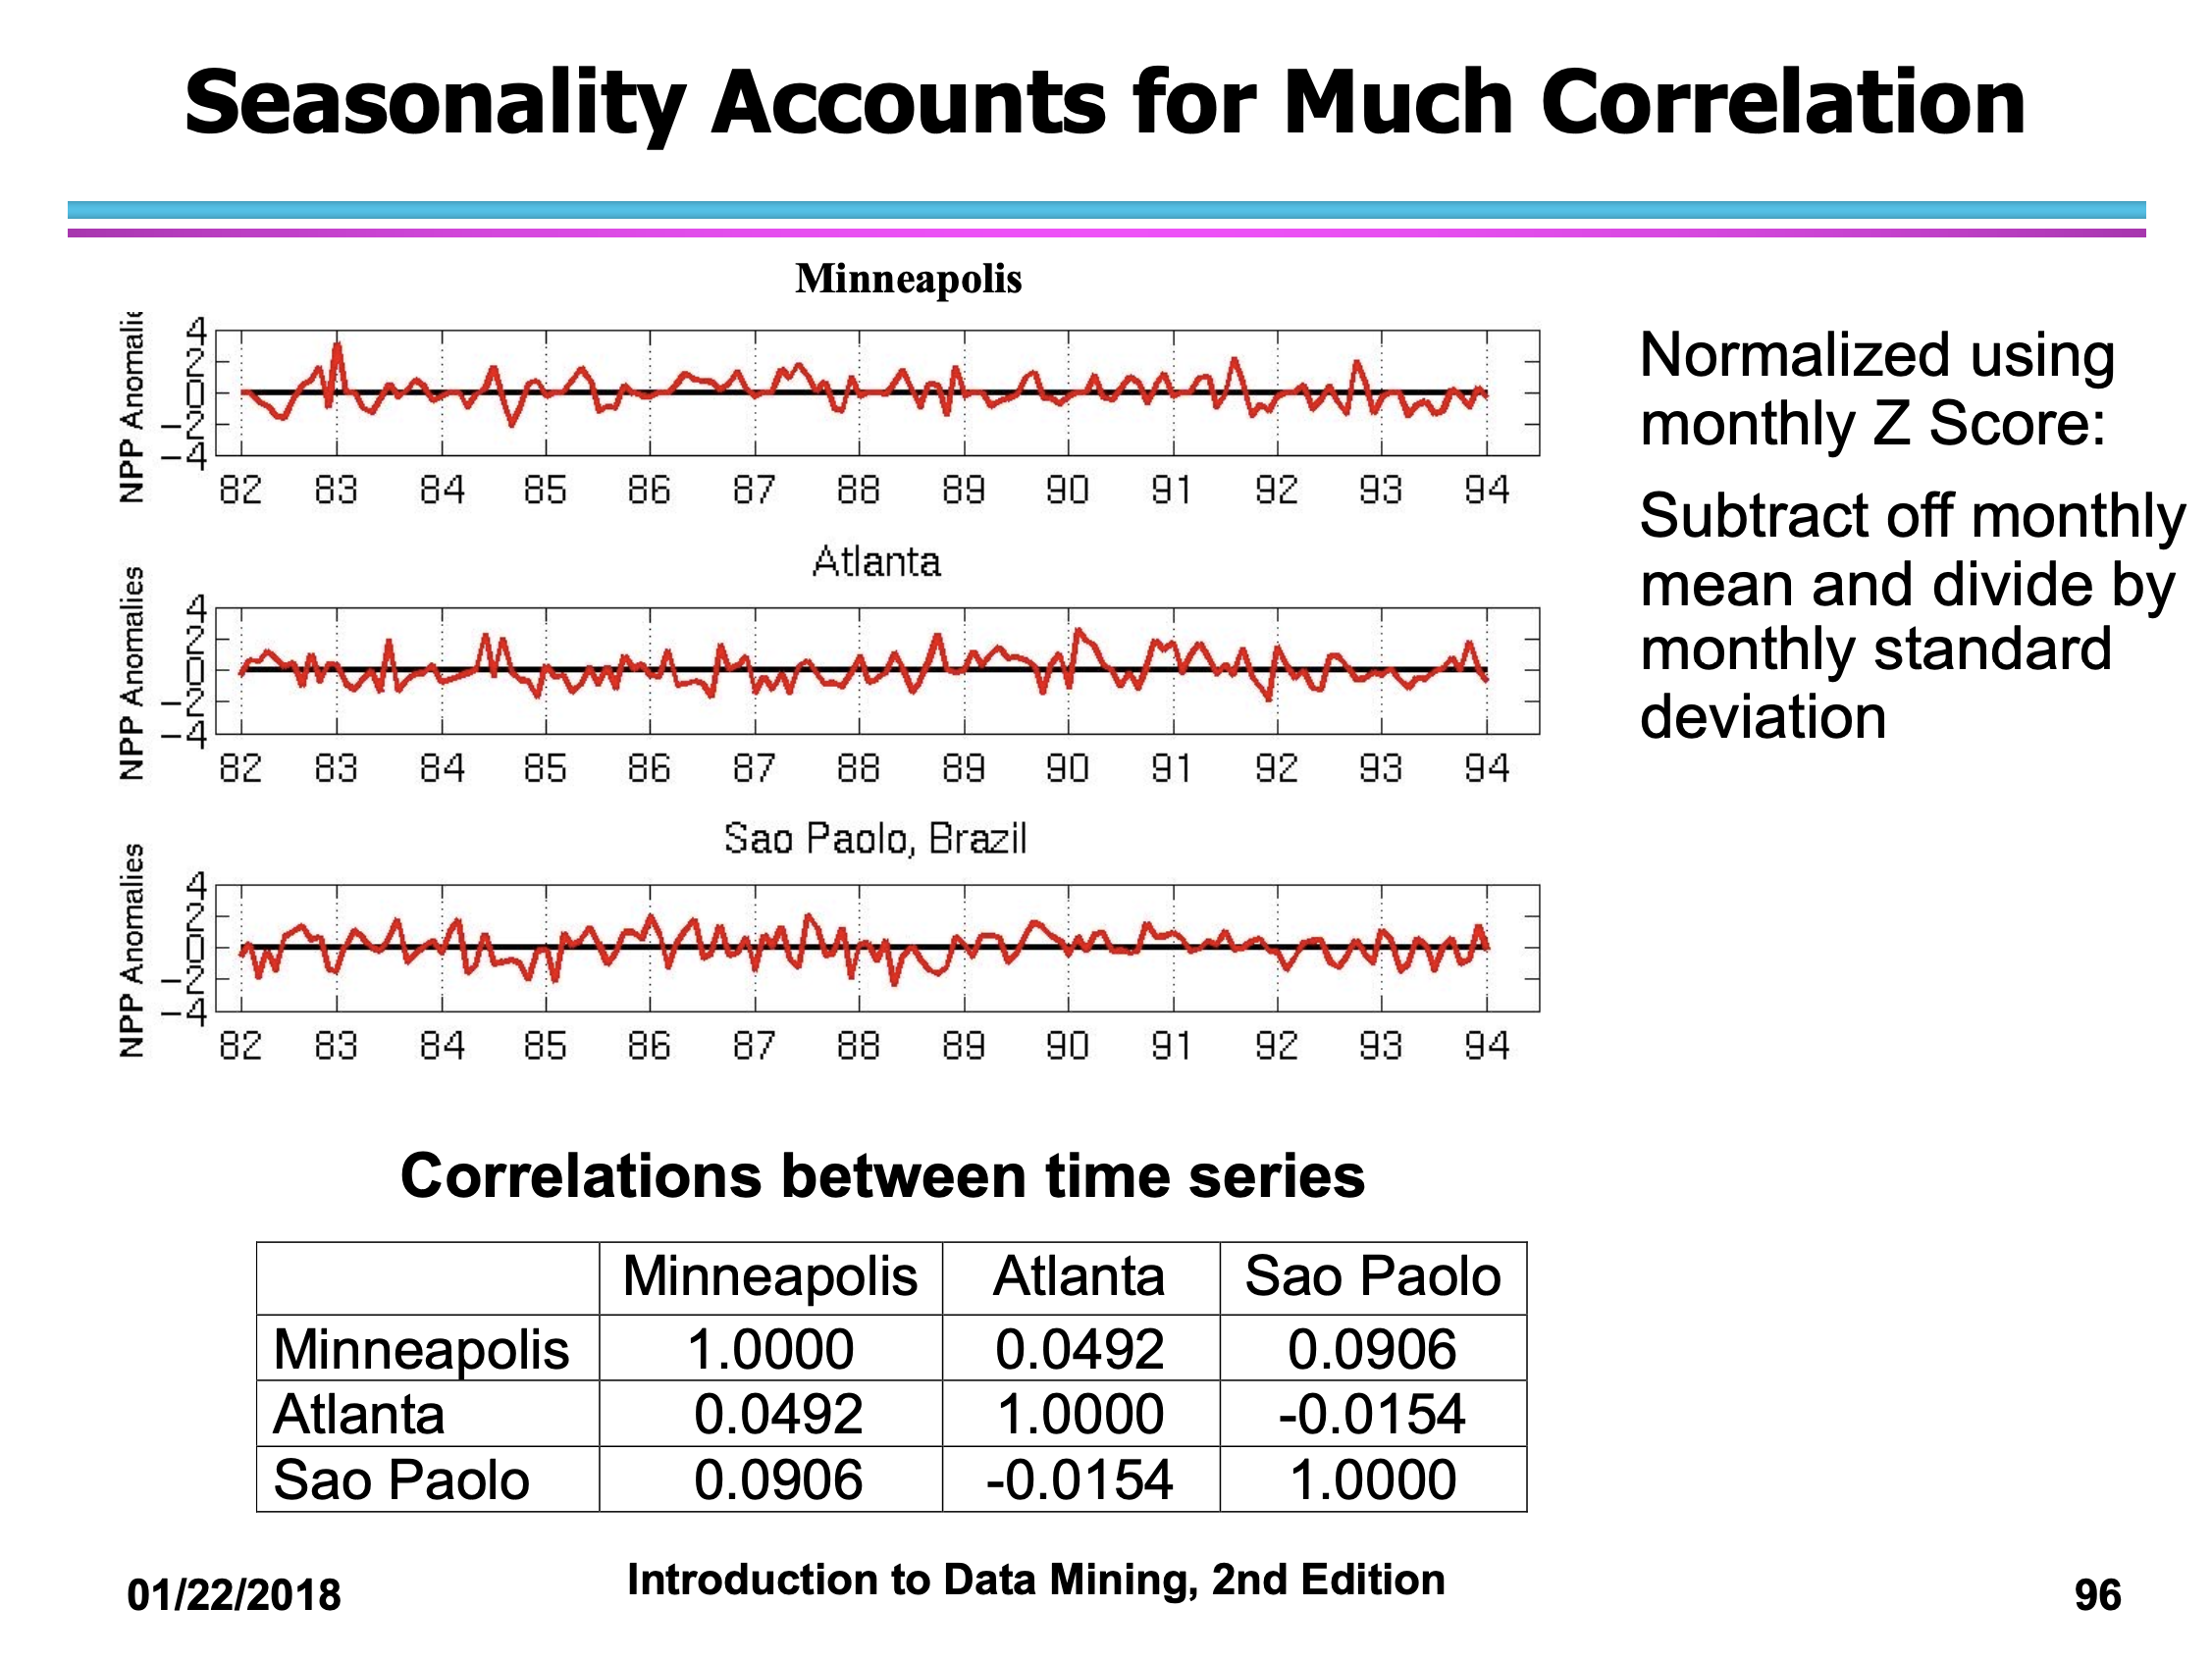 Seasonality Accounts for Much Correlation
Minneapolis
NPP Anomalie
4
2
0
−2
−4
82 83 84 85 86 87 88 89 90 91 92 93 94
Atlanta
NPP Anomalies
4
2
0
−2
−4
82 83 84 85 86 87 88 89 90 91 92 93 94
Sao Paolo, Brazil
NPP Anomalies
4
2
0
−2
−4
82 83 84 85 86 87 88 89 90 91 92 93 94
Normalized using
monthly Z Score:
Subtract off monthly
mean and divide by
monthly standard
deviation
Correlations between time series
Minneapolis Atlanta Sao Paolo
Minneapolis 1.0000 0.0492 0.0906
Atlanta 0.0492 1.0000 -0.0154
Sao Paolo 0.0906 -0.0154 1.0000
01/22/2018 Introduction to Data Mining, 2nd Edition 96